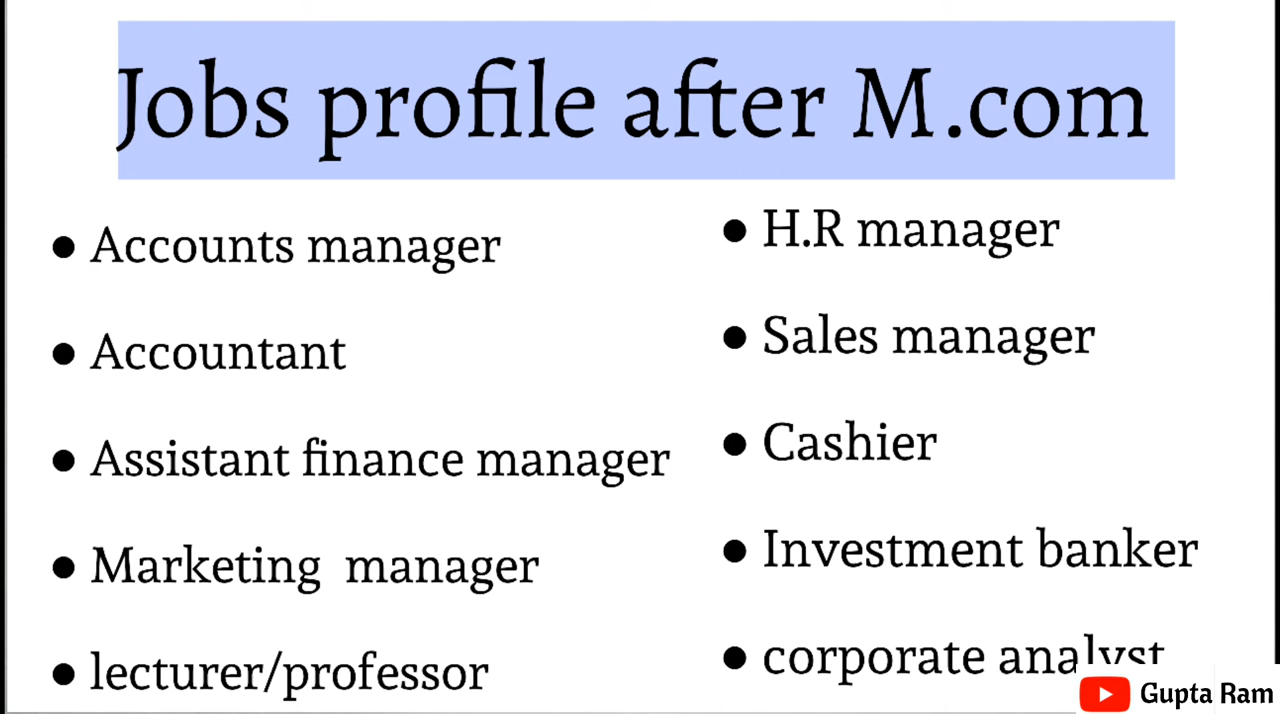 Jobs profile after M.com
● Accounts manager
● Accountant
● Assistant finance manager
● Marketing manager
● lecturer/professor
● H.R manager
● Sales manager
● Cashier
● Investment banker
● corporate analyst
Gupta Ram